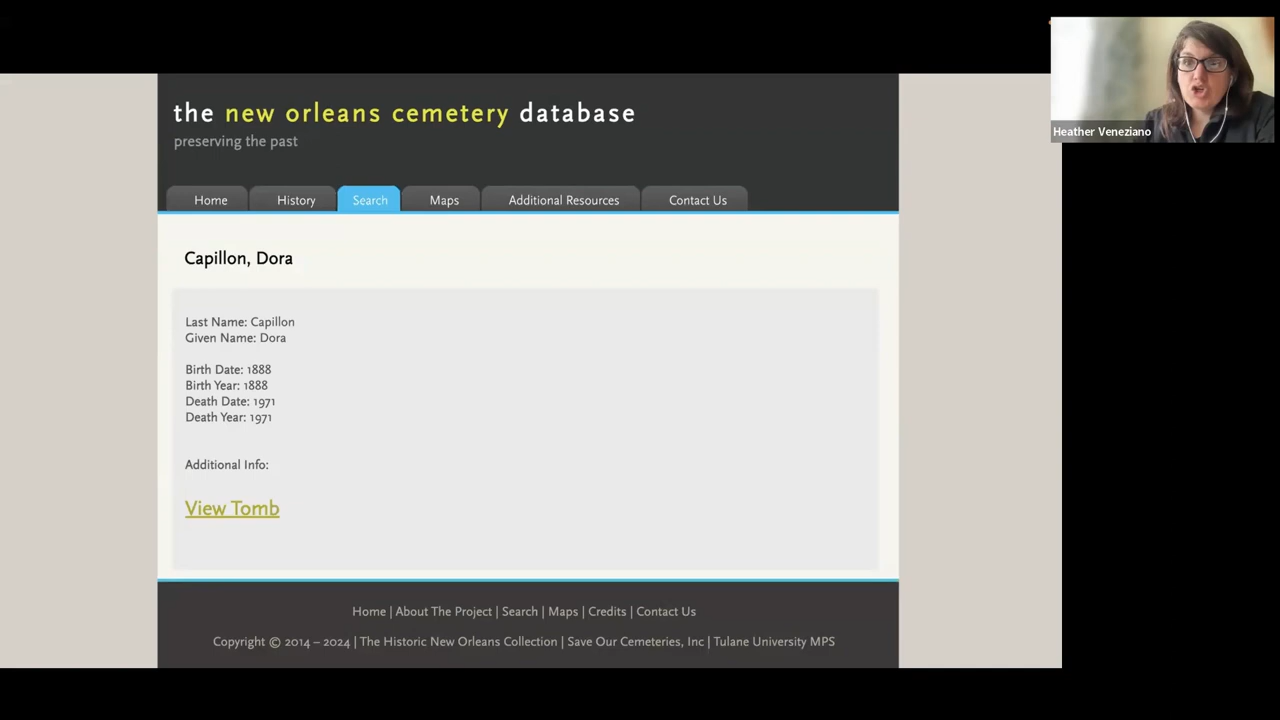 the new orleans cemetery database
preserving the past
Home
History
Search
Maps
Additional Resources
Contact Us
Capillon, Dora
Last Name: Capillon
Given Name: Dora
Birth Date: 1888
Birth Year: 1888
Death Date: 1971
Death Year: 1971
Additional Info:
View Tomb
Home | About The Project | Search | Maps | Credits | Contact Us
Copyright © 2014 – 2024 | The Historic New Orleans Collection | Save Our Cemeteries, Inc | Tulane University MPS
Heather Veneziano